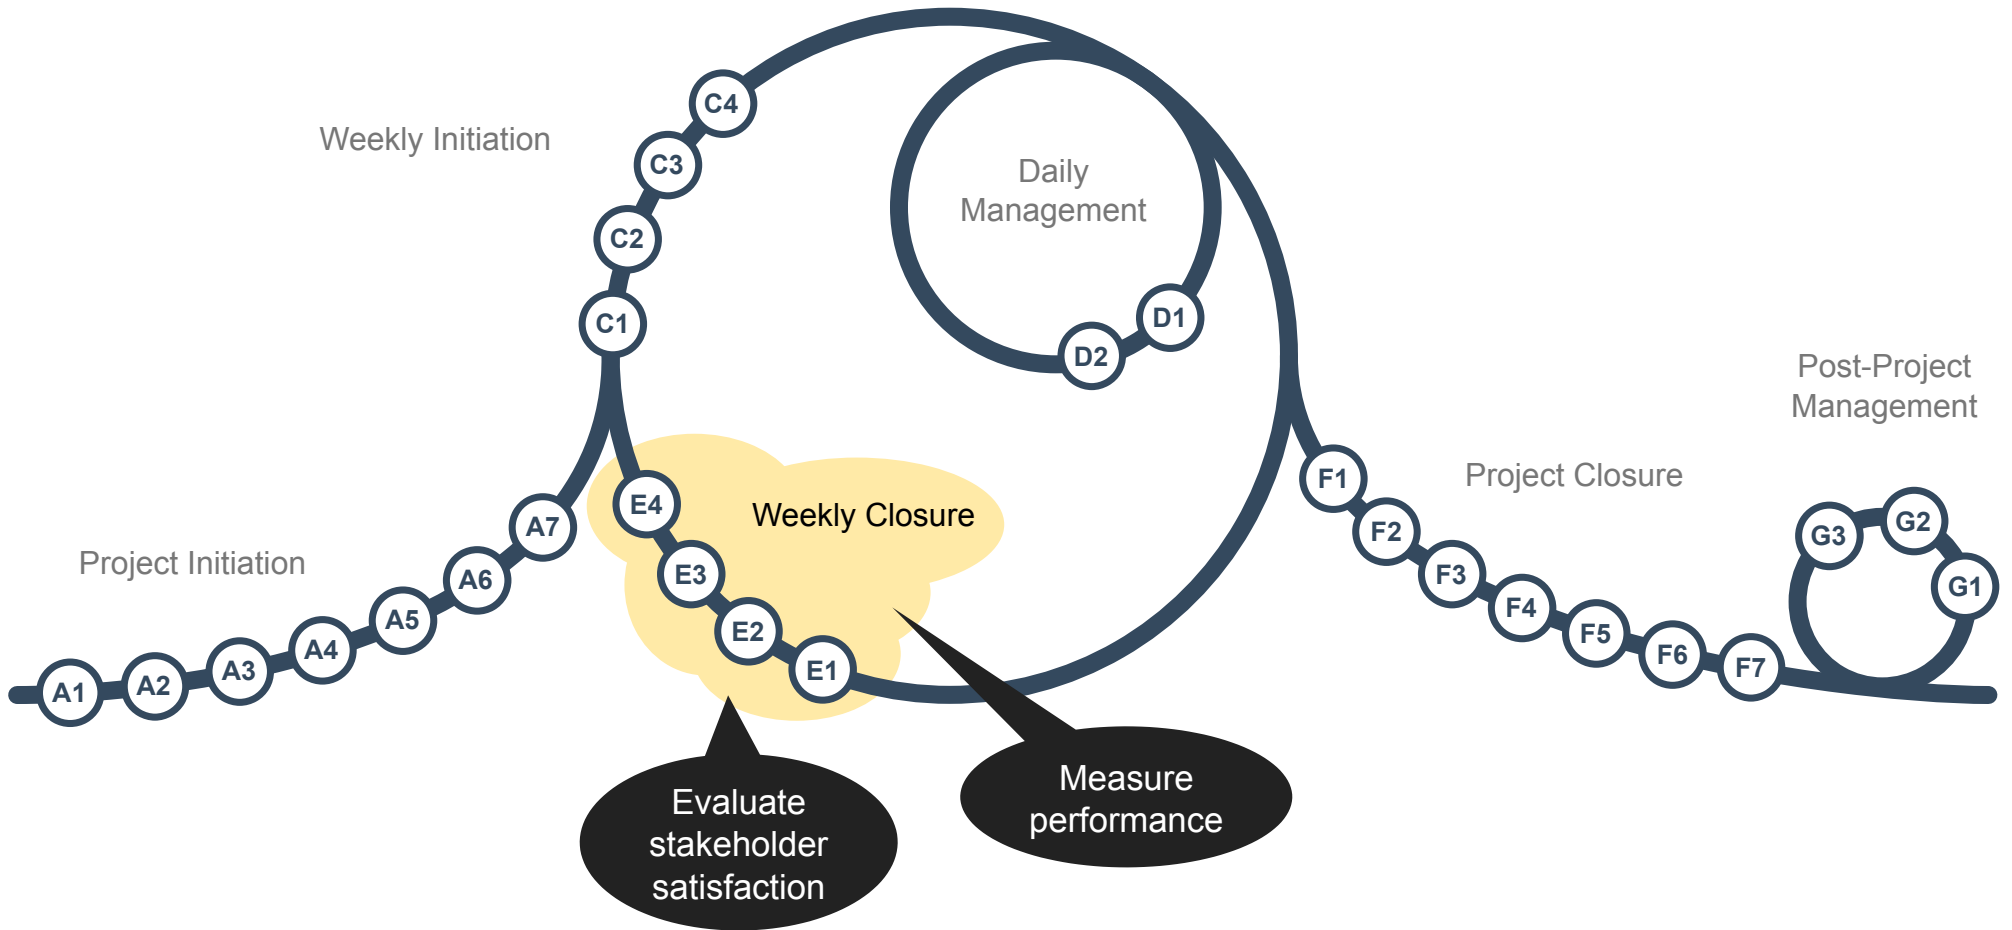 C4
Weekly Initiation
C3
Daily
Management
C2
C1
D1
D2
Post-Project
Management
F1
Project Closure
E4
Weekly Closure
A7
F2
G3
G2
Project Initiation
A6
E3
F3
G1
A5
E2
F4
F5
A4
A3
E1
F6
F7
A2
A1
Measure
performance
Evaluate
stakeholder
satisfaction